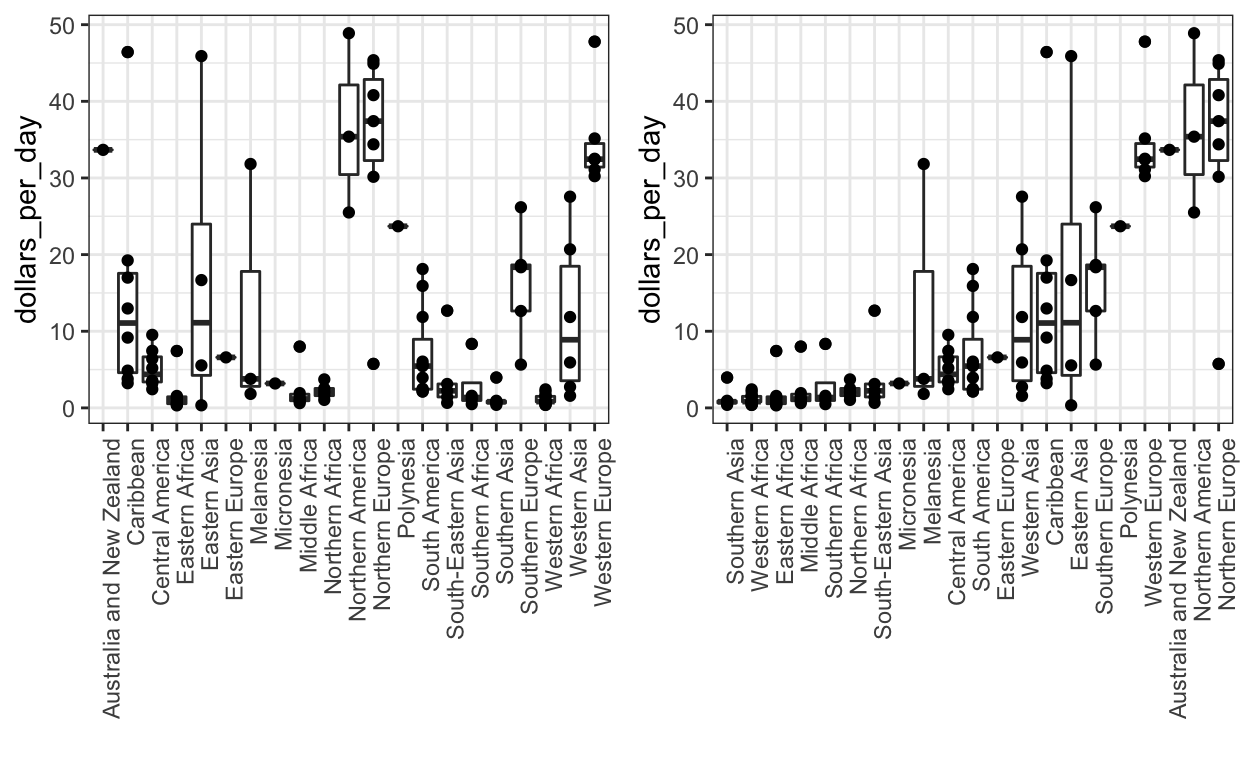 dollars_per_day
50
40
30
20
10
0
Australia and New Zealand
Caribbean
Central America
Eastern Africa
Eastern Asia
Eastern Europe
Melanesia
Micronesia
Middle Africa
Northern Africa
Northern America
Northern Europe
Polynesia
South America
South-Eastern Asia
Southern Africa
Southern Asia
Southern Europe
Western Africa
Western Asia
Western Europe
dollars_per_day
50
40
30
20
10
0
Southern Asia
Western Africa
Eastern Africa
Middle Africa
Southern Africa
Northern Africa
South-Eastern Asia
Micronesia
Melanesia
Central America
South America
Eastern Europe
Western Asia
Caribbean
Eastern Asia
Southern Europe
Polynesia
Western Europe
Australia and New Zealand
Northern America
Northern Europe